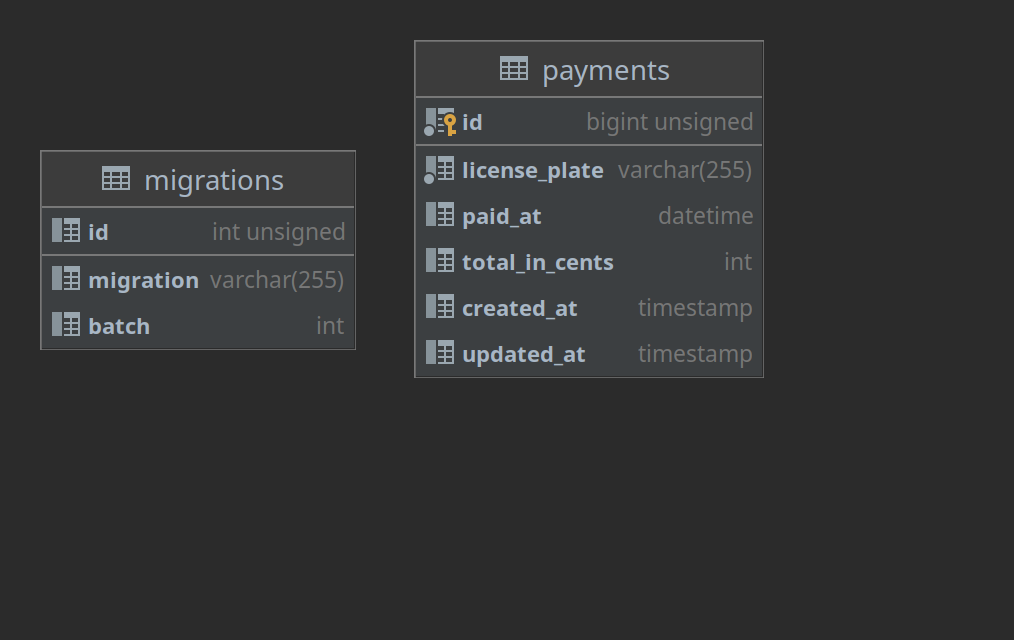 migrations
id int unsigned
migration varchar(255)
batch int
payments
id bigint unsigned
license_plate varchar(255)
paid_at datetime
total_in_cents int
created_at timestamp
updated_at timestamp